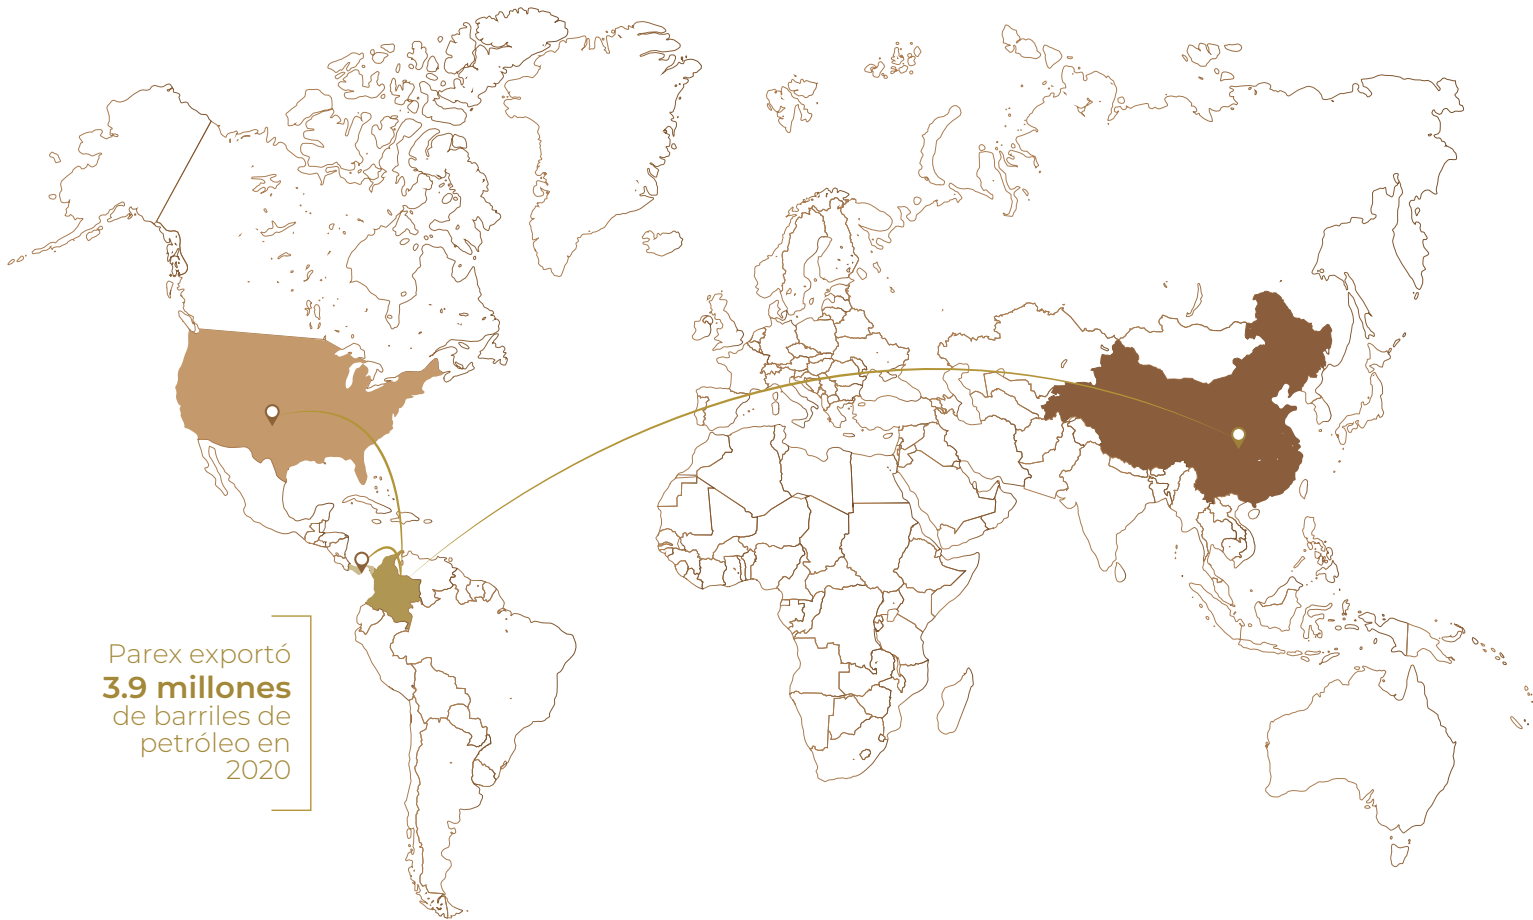 Parex exportó
3.9 millones
de barriles de
petróleo en
2020